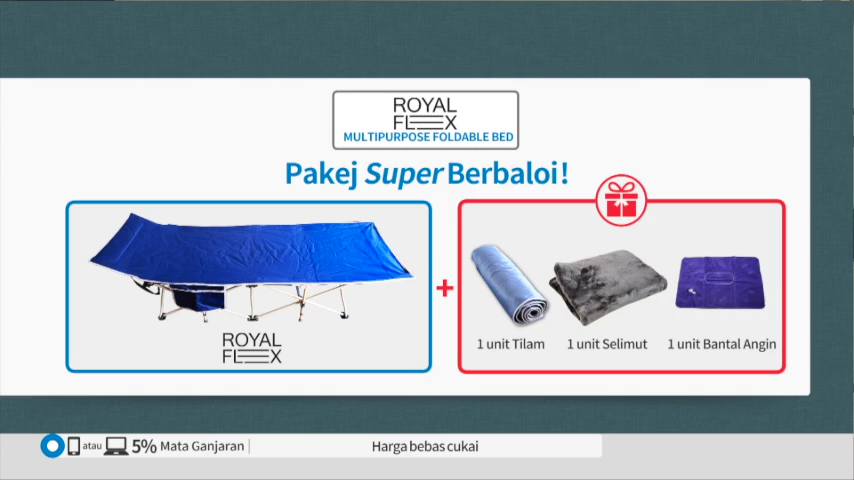 ROYAL
FLEX
MULTIPURPOSE FOLDABLE BED
Pakej Super Berbaloi!
ROYAL
FLEX
+
1 unit Tilam
1 unit Selimut
1 unit Bantal Angin
atau 5% Mata Ganjaran | Harga bebas cukai